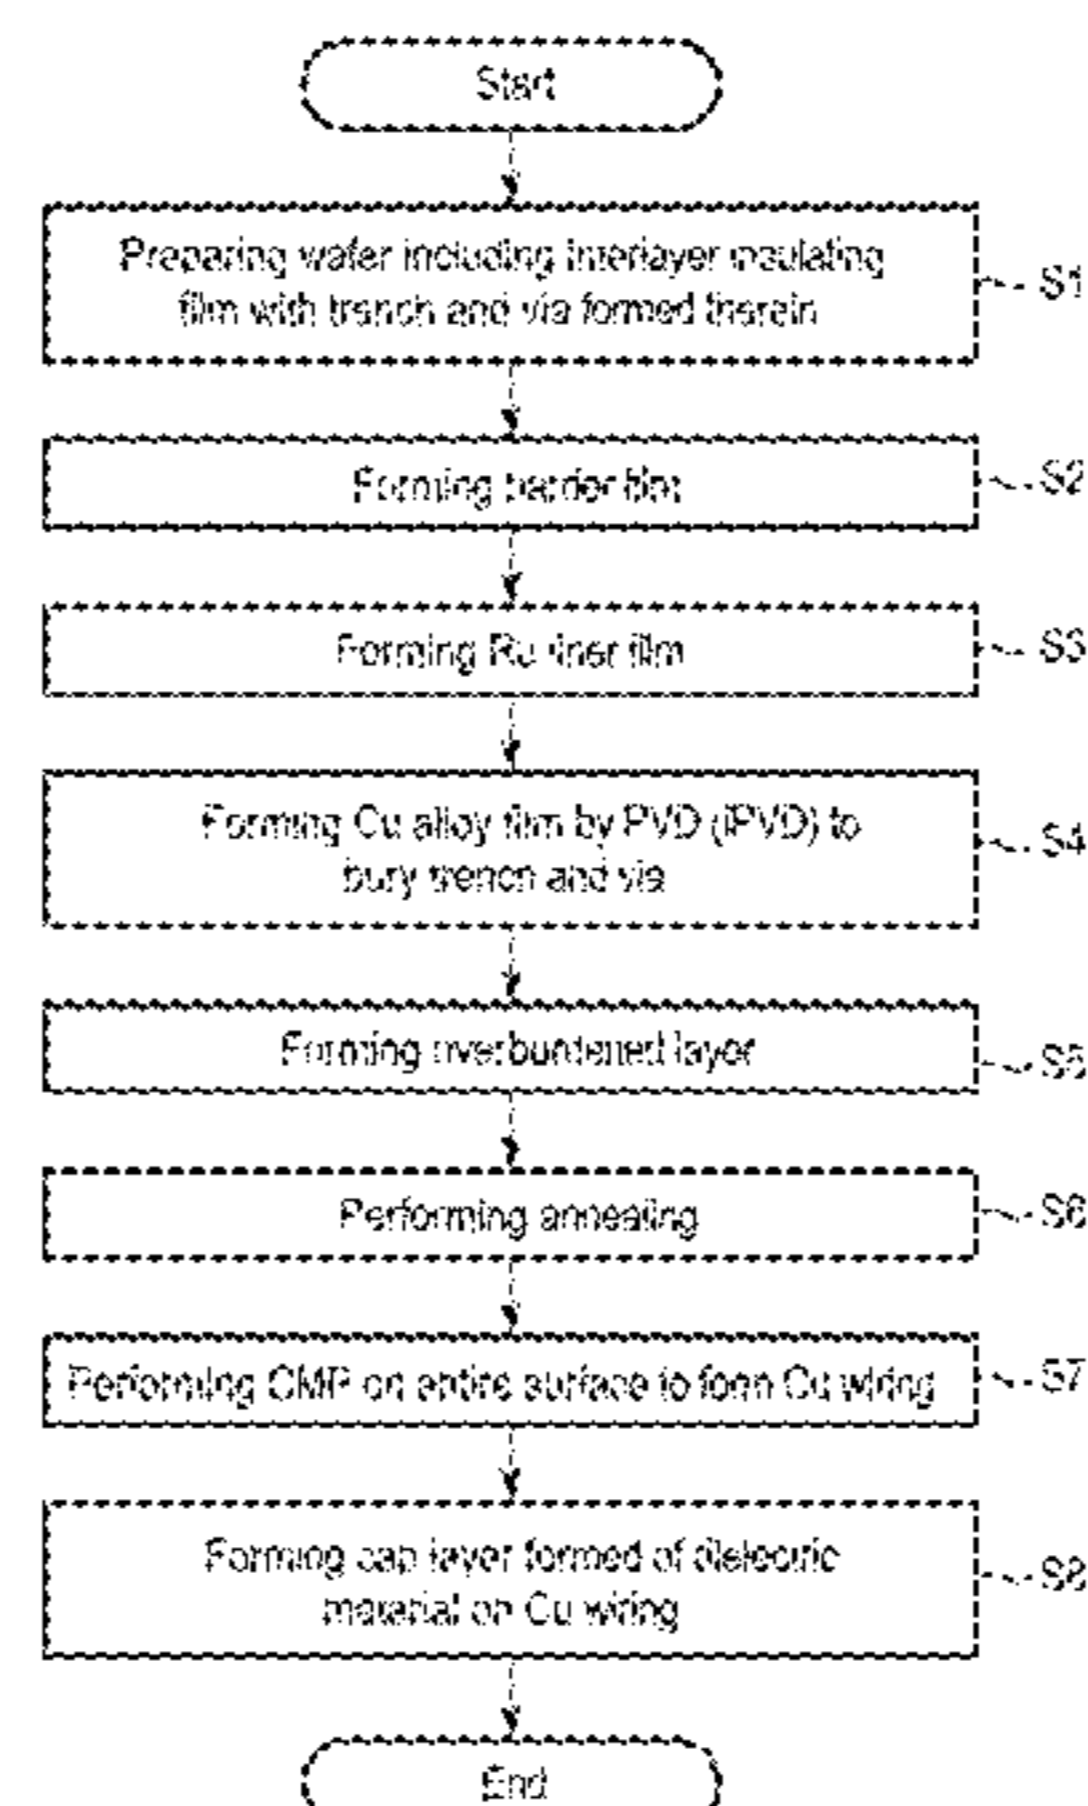 Start
Preparing wafer including interlayer insulating
film with trench and via formed therein
S1
Forming barrier film
S2
Forming Ru liner film
S3
Forming Cu alloy film by PVD (iPVD) to
bury trench and via
S4
Forming overburdened layer
S5
Performing annealing
S6
Performing CMP on entire surface to form Cu wiring
S7
Forming cap layer formed of dielectric
material on Cu wiring
S8
End